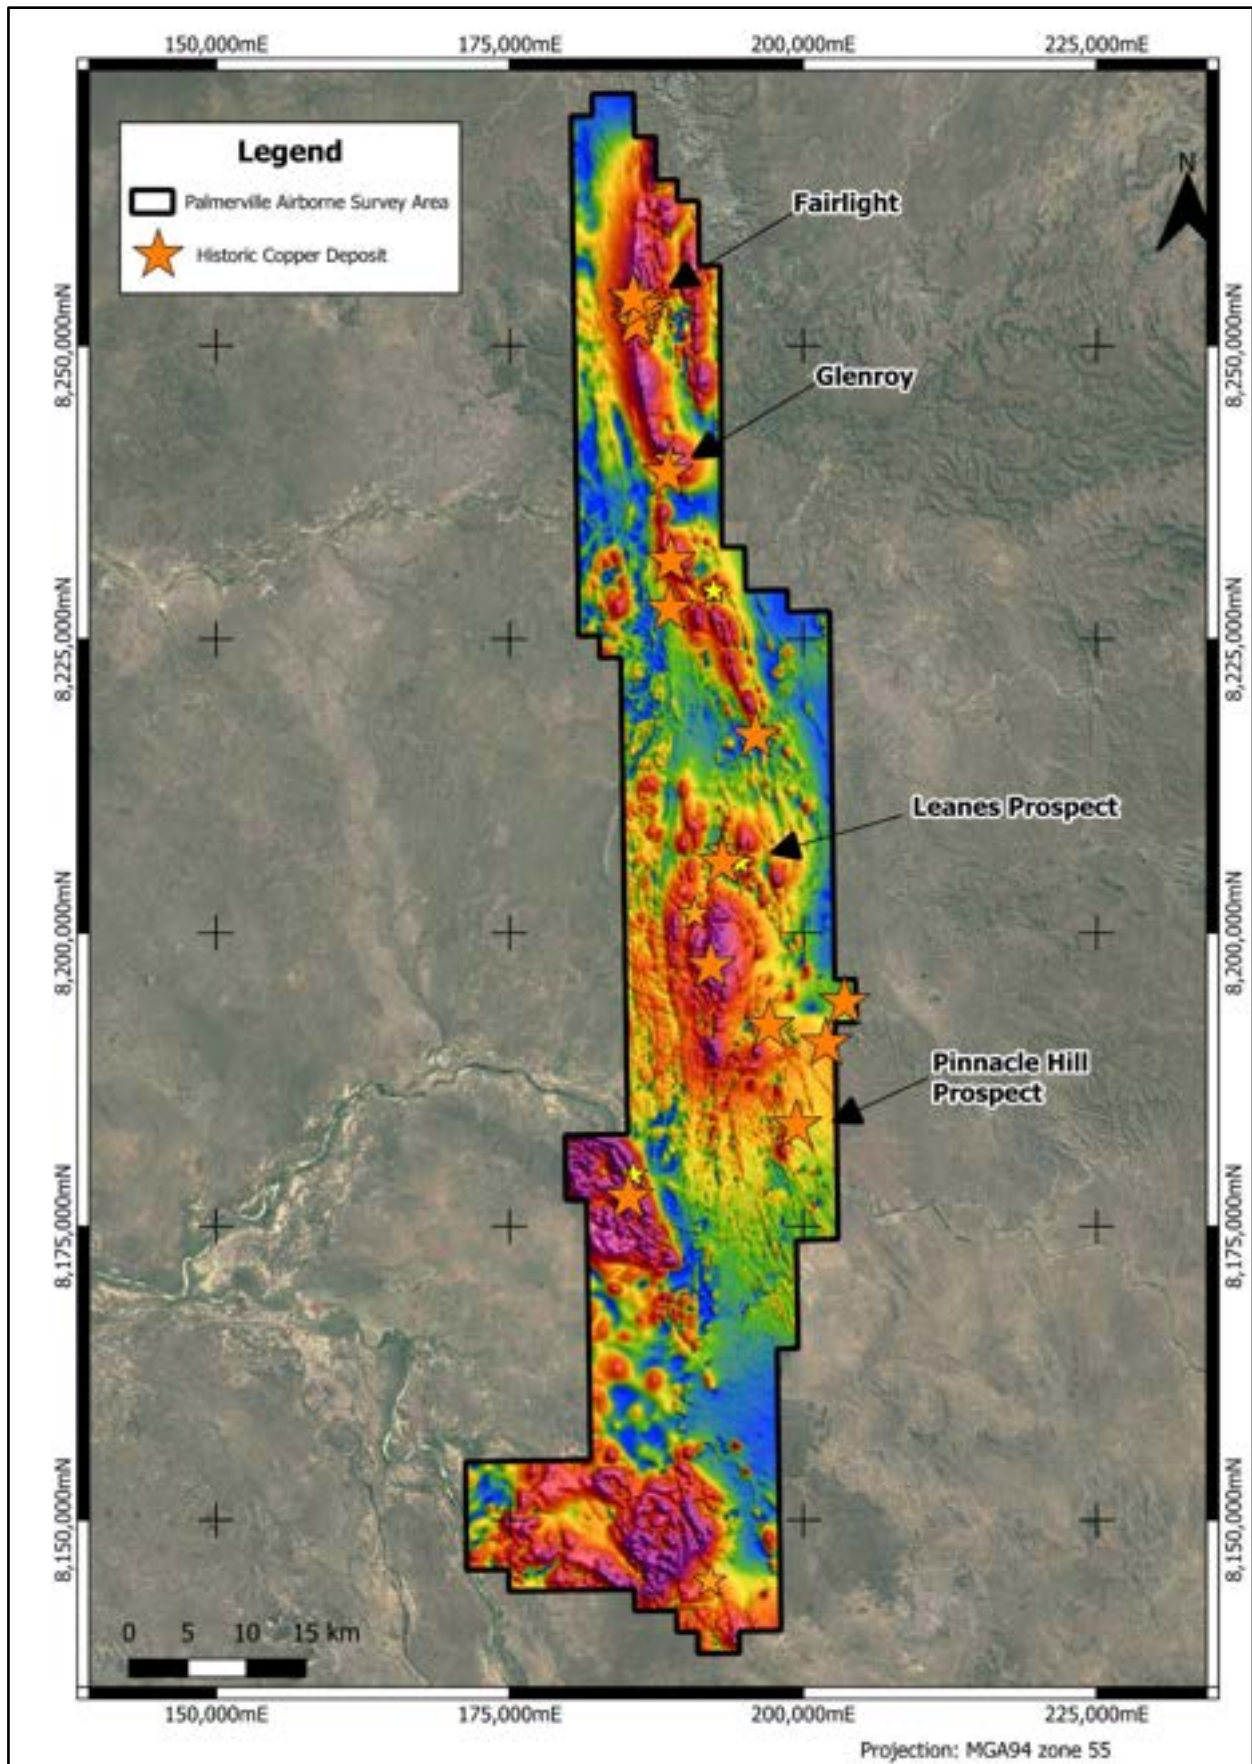 150,000mE
175,000mE
200,000mE
225,000mE
Legend
Palmerville Airborne Survey Area
Historic Copper Deposit
N
Fairlight
Glenroy
Leanes Prospect
Pinnacle Hill
Prospect
8,250,000mN
8,225,000mN
8,200,000mN
8,175,000mN
8,150,000mN
8,250,000mN
8,225,000mN
8,200,000mN
8,175,000mN
8,150,000mN
0 5 10 15 km
150,000mE
175,000mE
200,000mE
225,000mE
Projection: MGA94 zone 55